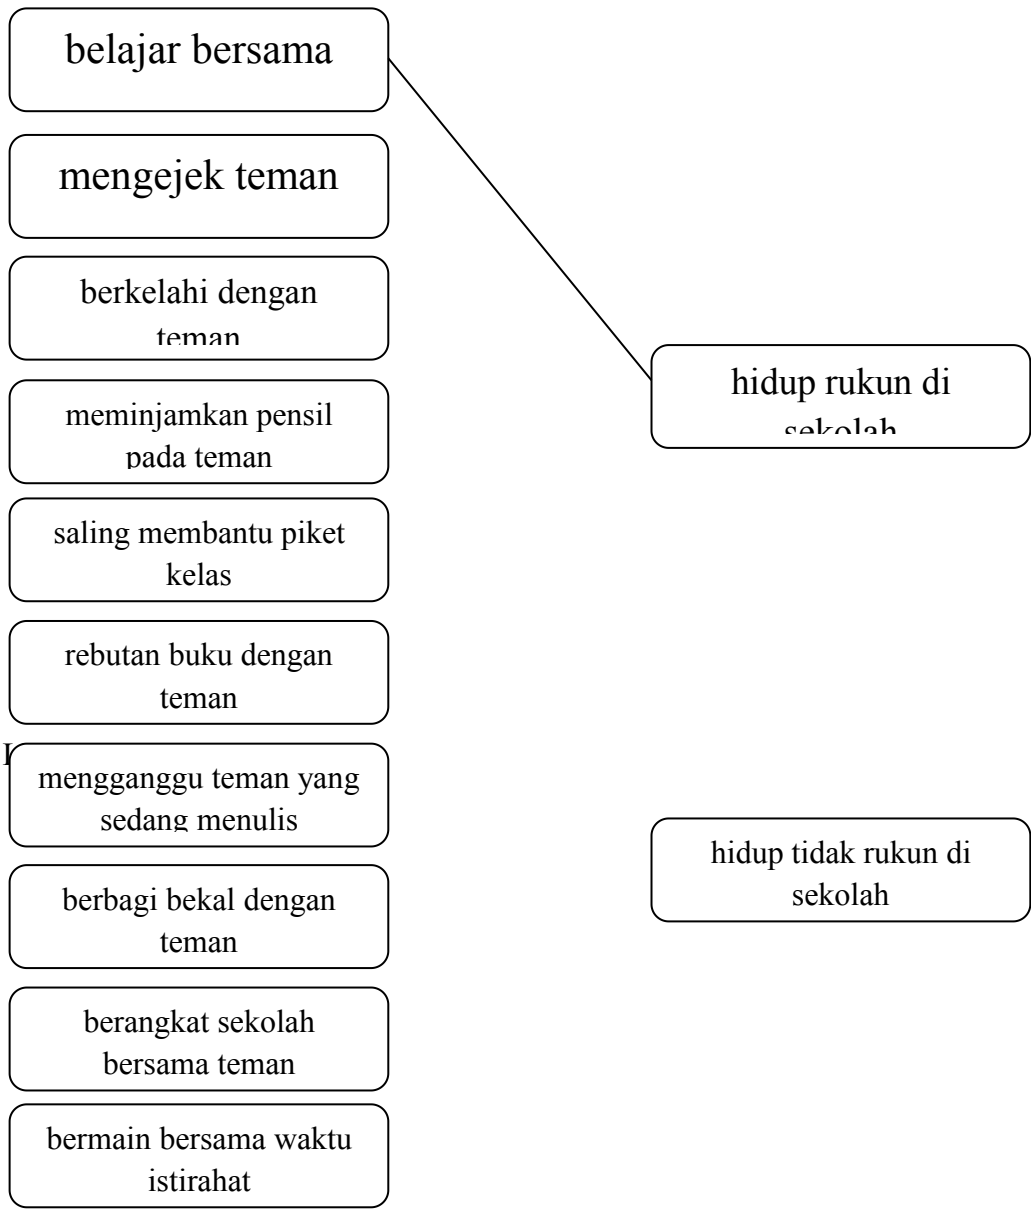 belajar bersama
mengejek teman
berkelahi dengan
teman
meminjamkan pensil
pada teman
saling membantu piket
kelas
rebutan buku dengan
teman
I
mengganggu teman yang
sedang menulis
berbagi bekal dengan
teman
berangkat sekolah
bersama teman
bermain bersama waktu
istirahat
hidup rukun di
sekolah
hidup tidak rukun di
sekolah